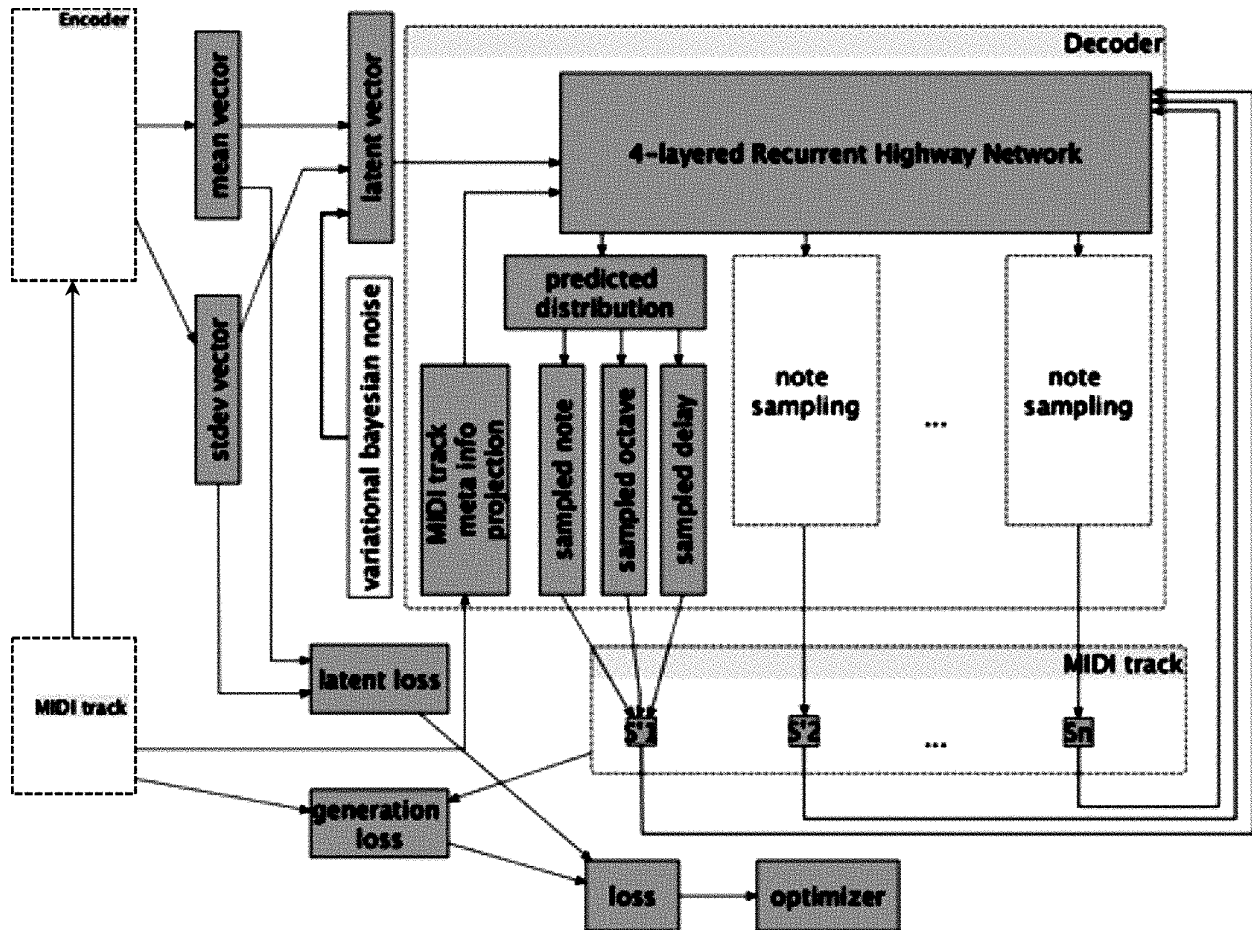 Encoder
Decoder
mean vector
latent vector
4-layered Recurrent Highway Network
stdev vector
variational bayesian noise
predicted
distribution
MIDI track
meta info
projection
sampled note
sampled octave
sampled delay
note
sampling
...
note
sampling
MIDI track
latent loss
MIDI track
S'2
...
Sn
generation
loss
loss
optimizer